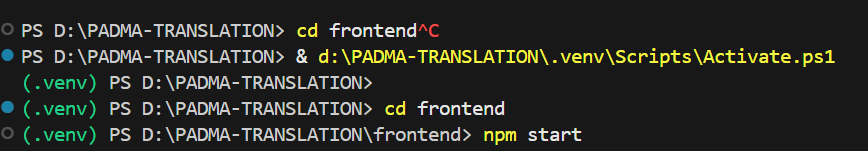 PS D:\PADMA-TRANSLATION> cd frontend^C
PS D:\PADMA-TRANSLATION> & d:\PADMA-TRANSLATION\.venv\Scripts\Activate.ps1
(.venv) PS D:\PADMA-TRANSLATION>
(.venv) PS D:\PADMA-TRANSLATION> cd frontend
(.venv) PS D:\PADMA-TRANSLATION\frontend> npm start